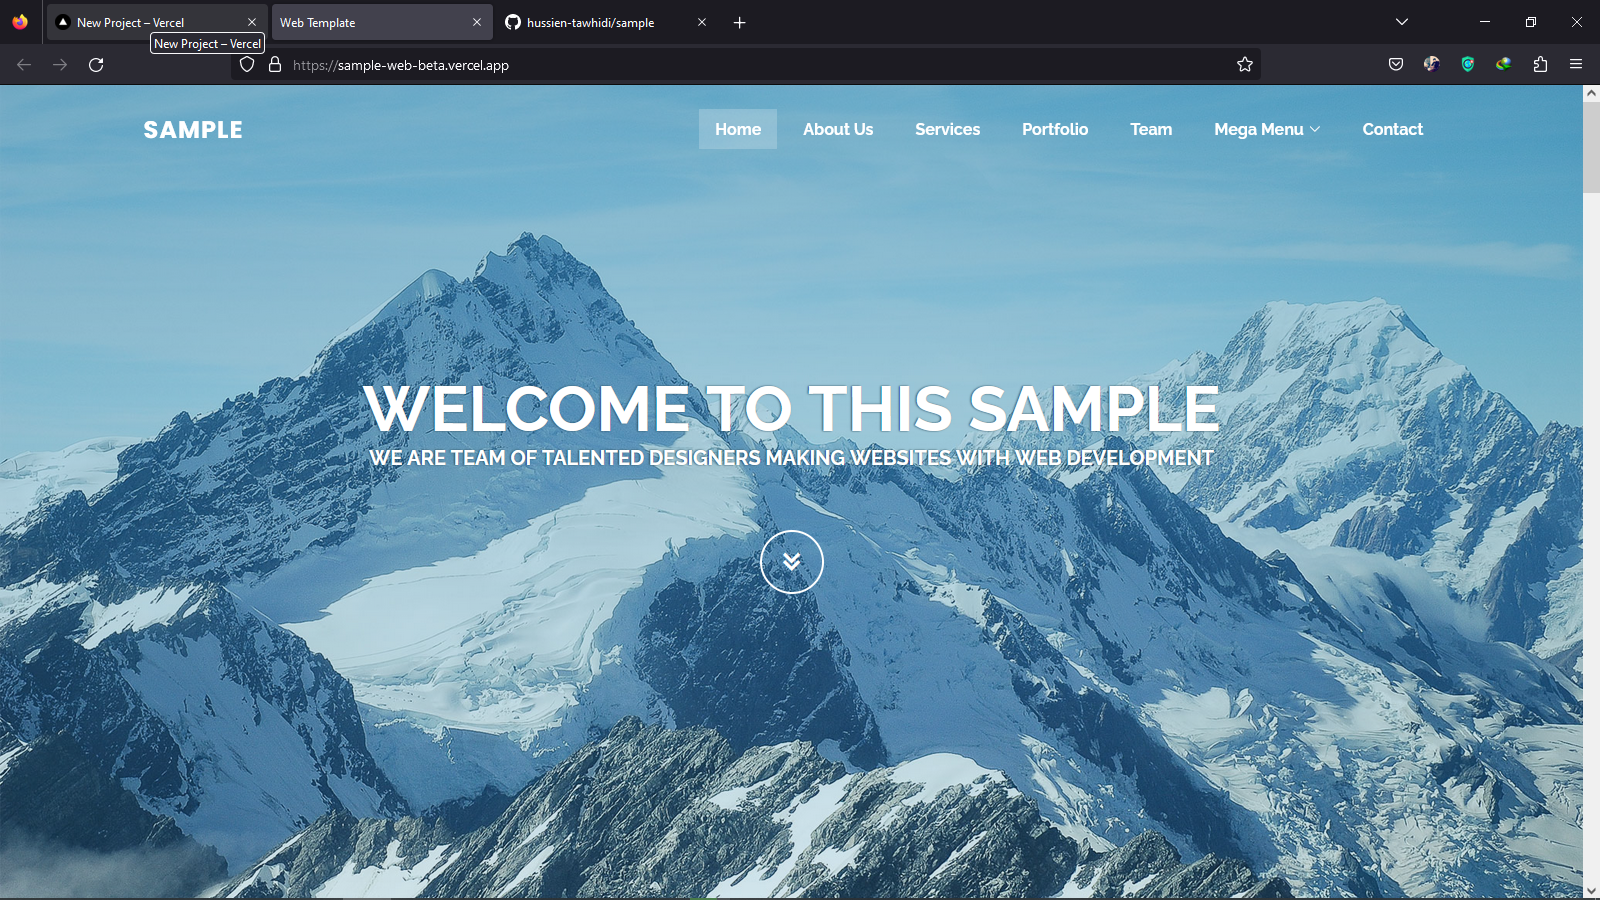 New Project – Vercel
Web Template
hussien-tawhidi/sample
New Project – Vercel
https://sample-web-beta.vercel.app
SAMPLE
Home
About Us
Services
Portfolio
Team
Mega Menu
Contact
WELCOME TO THIS SAMPLE
WE ARE TEAM OF TALENTED DESIGNERS MAKING WEBSITES WITH WEB DEVELOPMENT